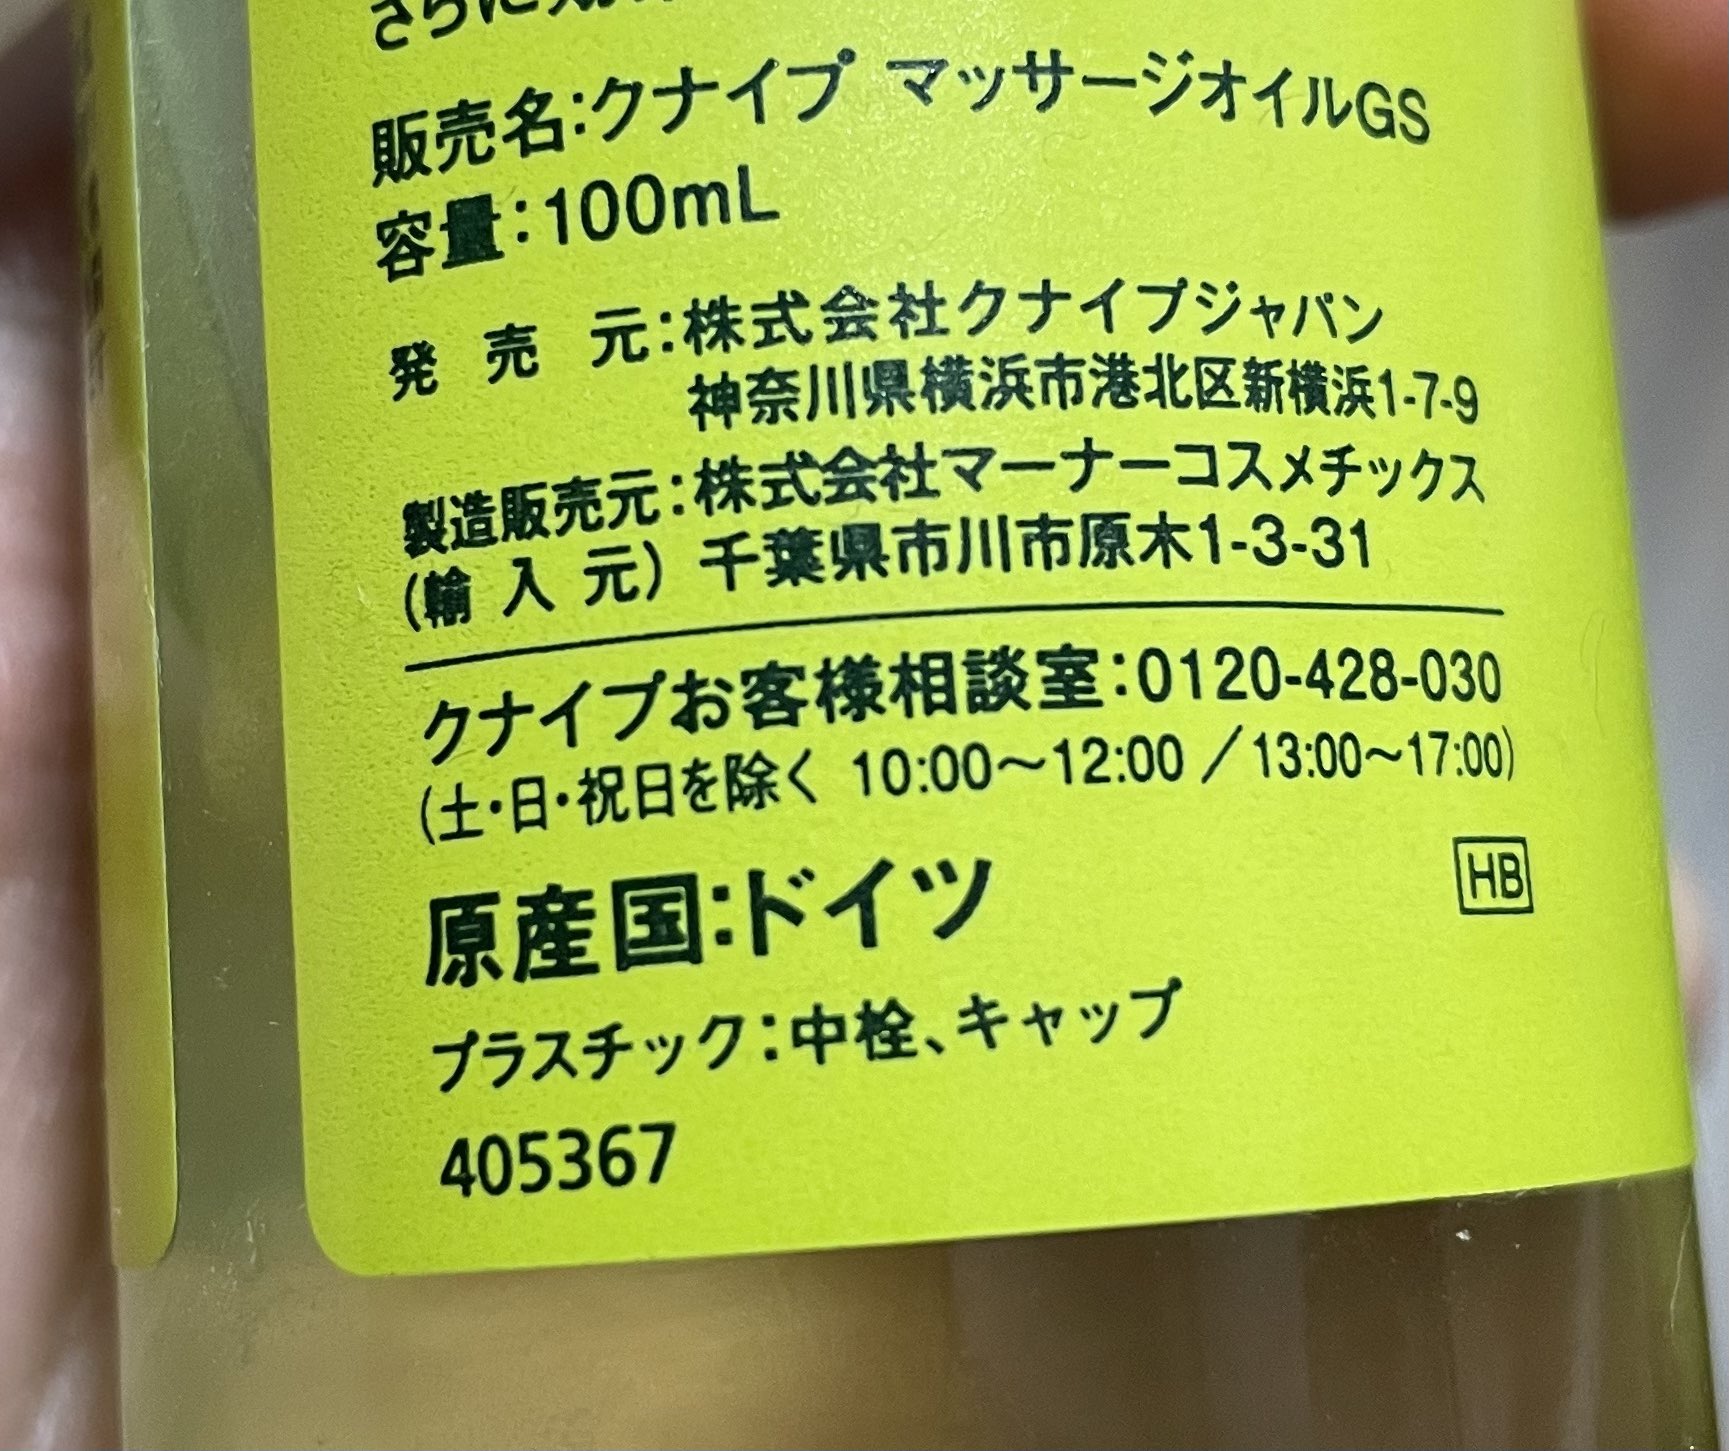 さらに
販売名:クナイプ マッサージオイルGS
容量:100mL
発売元:株式会社クナイプジャパン
神奈川県横浜市港北区新横浜1-7-9
製造販売元:株式会社マーナーコスメチックス
(輸入元) 千葉県市川市原木1-3-31
クナイプお客様相談室:0120-428-030
(土・日・祝日を除く 10:00~12:00 /13:00~17:00)
HB
原産国:ドイツ
プラスチック:中栓、キャップ
405367